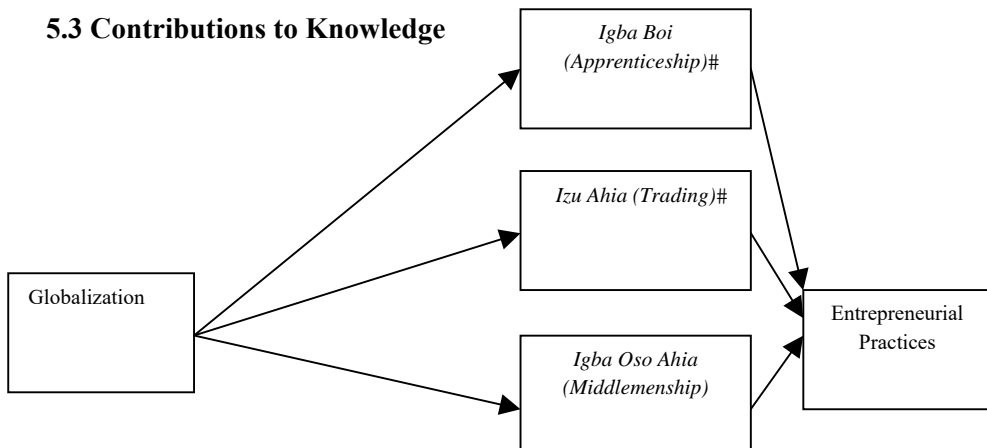 5.3 Contributions to Knowledge
Igba Boi
(Apprenticeship)#
Izu Ahia (Trading)#
Globalization
Igba Oso Ahia
(Middlemenship)
Entrepreneurial
Practices